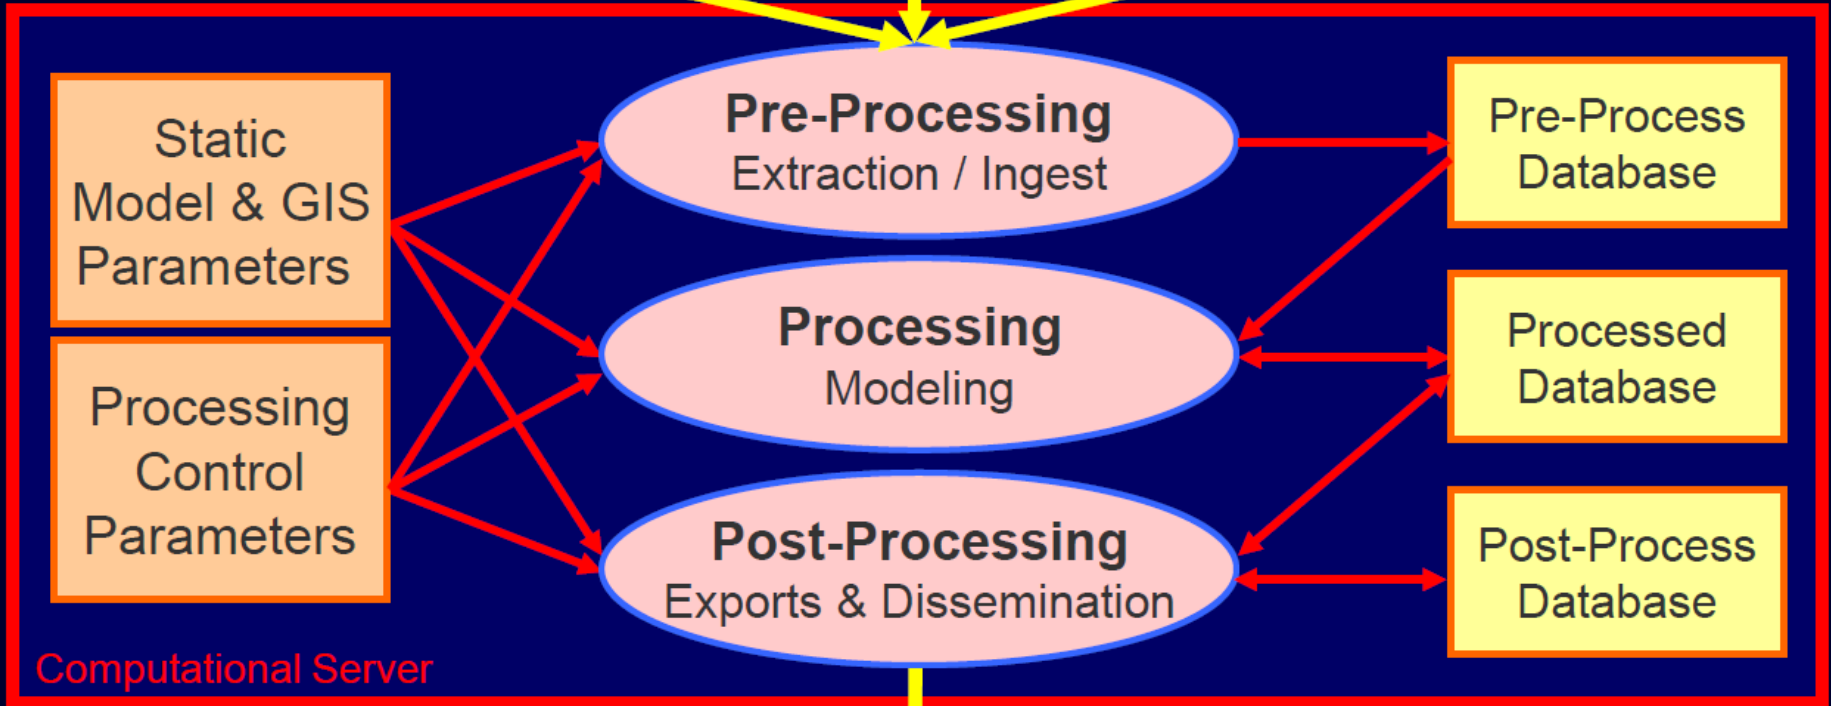 Static
Model & GIS
Parameters
Processing
Control
Parameters
Pre-Processing
Extraction / Ingest
Processing
Modeling
Post-Processing
Exports & Dissemination
Pre-Process
Database
Processed
Database
Post-Process
Database
Computational Server